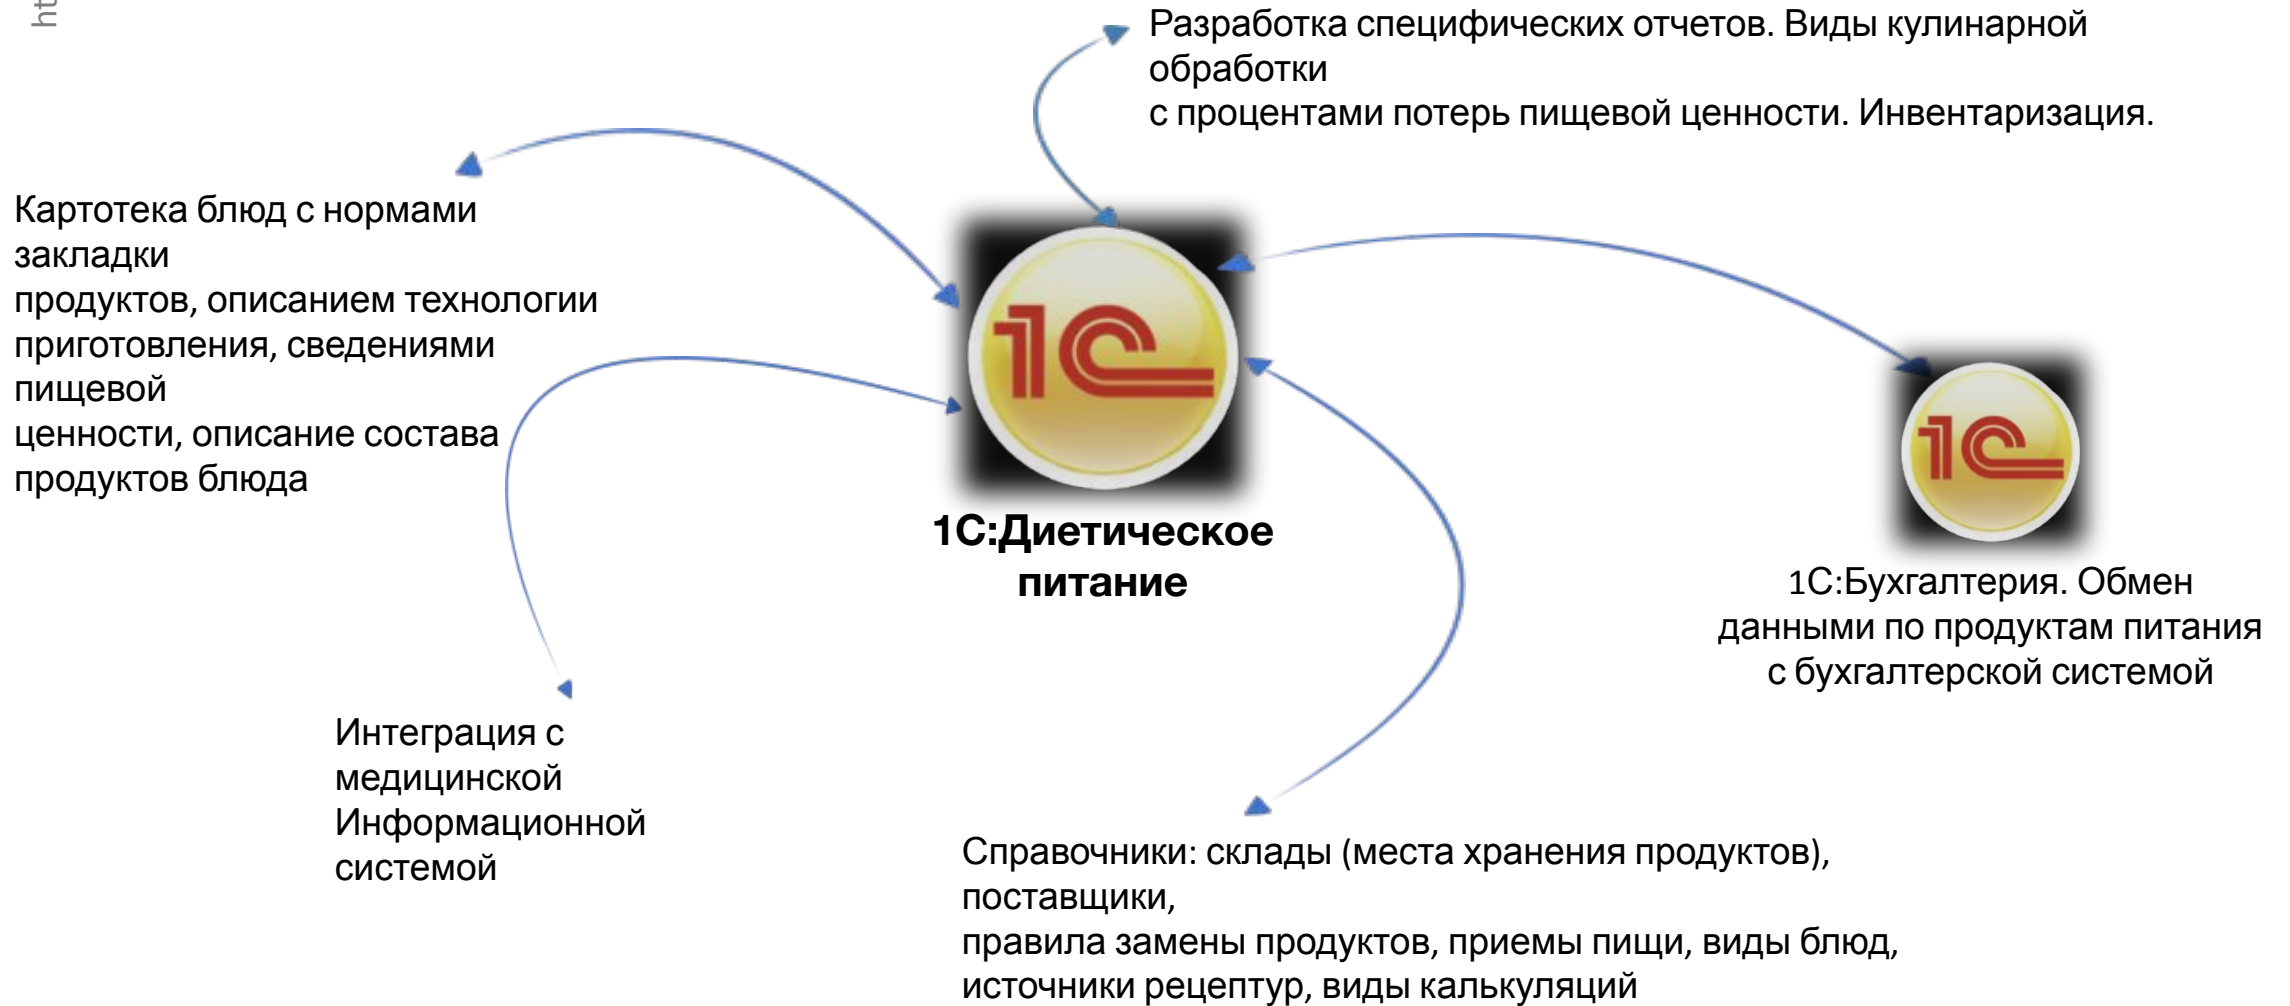 ht
Разработка специфических отчетов. Виды кулинарной
обработки
с процентами потерь пищевой ценности. Инвентаризация.
Картотека блюд с нормами
закладки
продуктов, описанием технологии
приготовления, сведениями
пищевой
ценности, описание состава
продуктов блюда
1С
1С:Диетическое
питание
1С
1С:Бухгалтерия. Обмен
данными по продуктам питания
с бухгалтерской системой
Интеграция с
медицинской
Информационной
системой
Справочники: склады (места хранения продуктов),
поставщики,
правила замены продуктов, приемы пищи, виды блюд,
источники рецептур, виды калькуляций